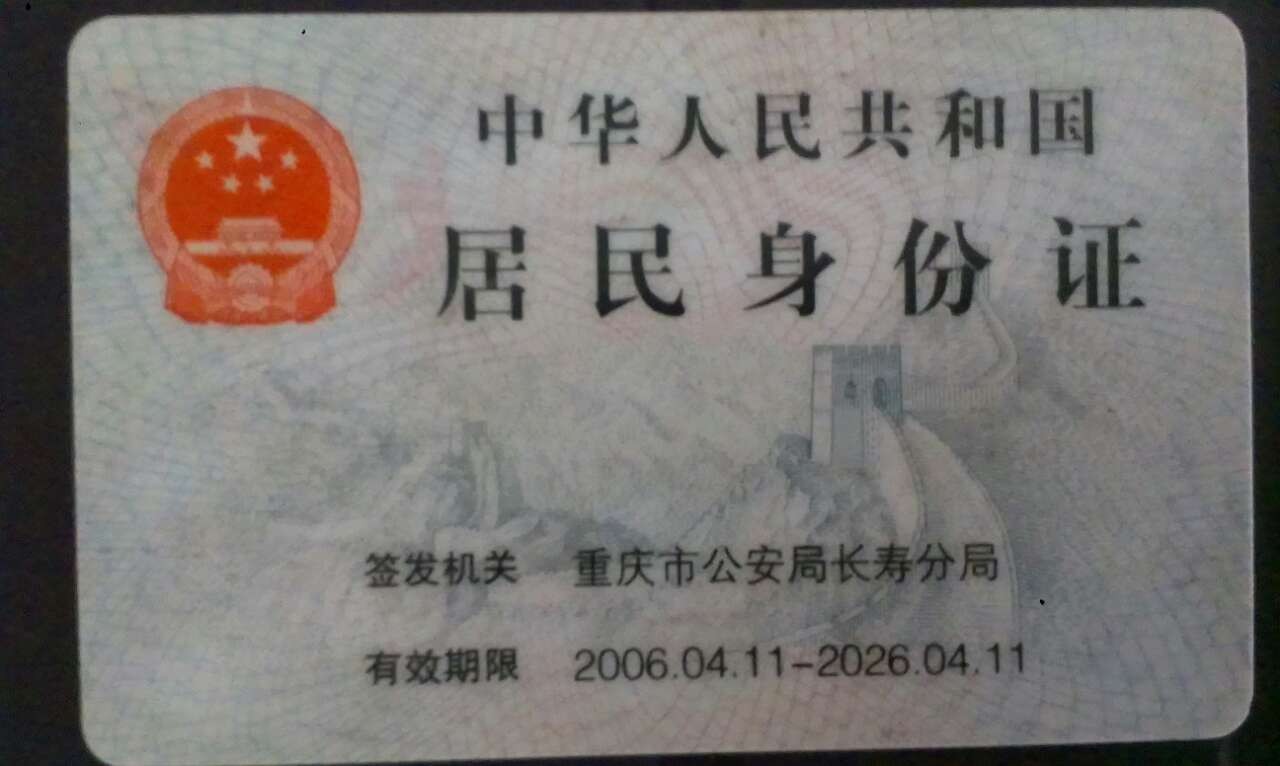 中华人民共和国
居民身份证
签发机关 重庆市公安局长寿分局
有效期限 2006.04.11-2026.04.11